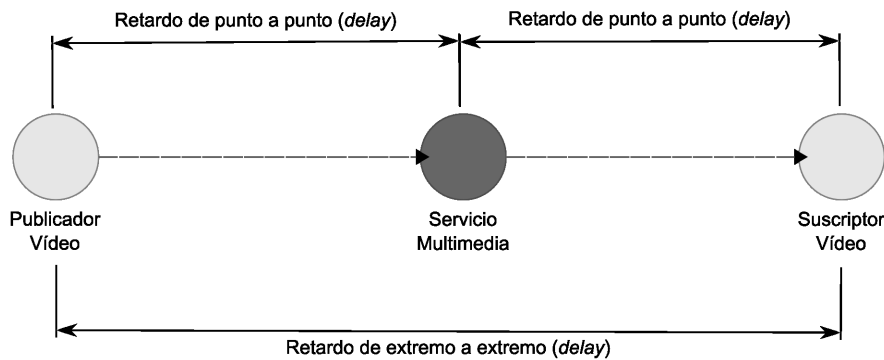 Retardo de punto a punto (delay)
Retardo de punto a punto (delay)
Publicador
Vídeo
Servicio
Multimedia
Suscriptor
Vídeo
Retardo de extremo a extremo (delay)